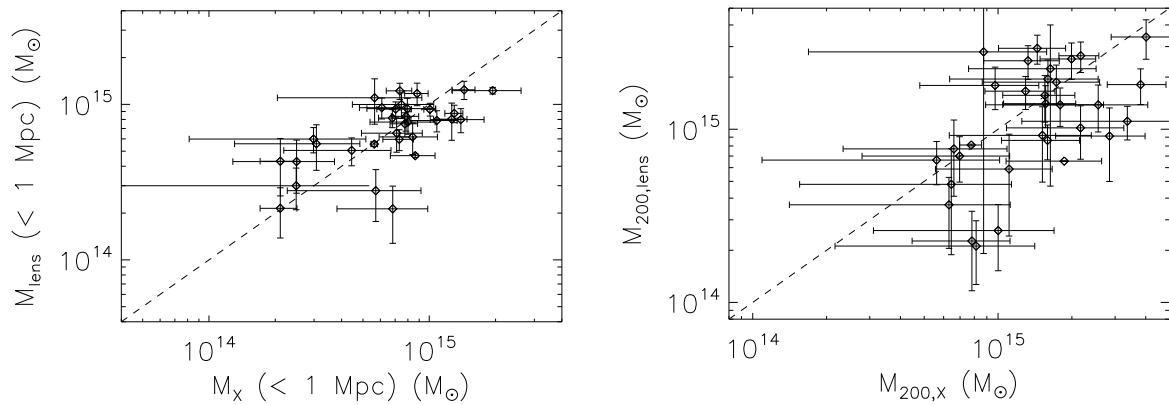 M_lens (< 1 Mpc) (M_⊙)
10^15
10^14
10^14 10^15
M_X (< 1 Mpc) (M_⊙)
M_200,lens (M_⊙)
10^15
10^14
10^14 10^15
M_200,X (M_⊙)